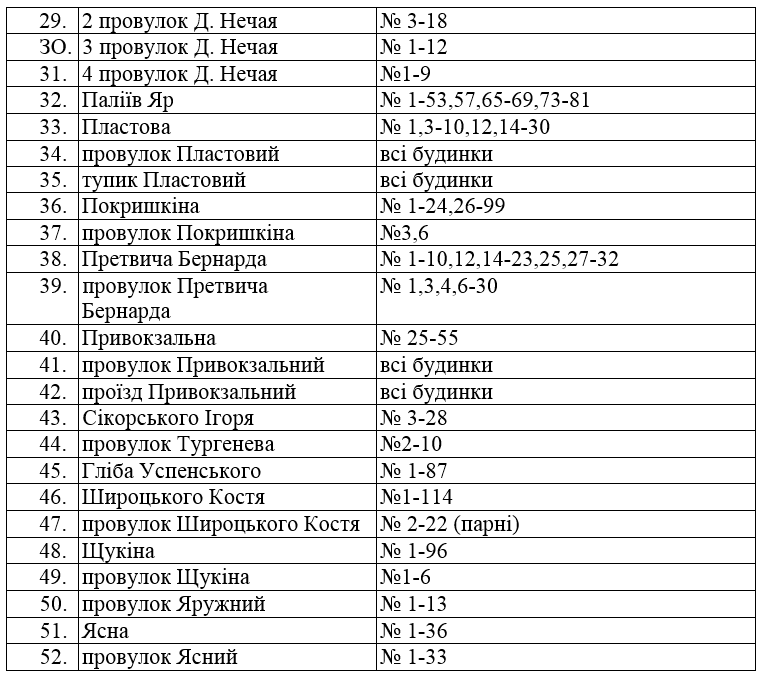 29. 2 провулок Д. Нечая № 3-18
ЗО. 3 провулок Д. Нечая № 1-12
31. 4 провулок Д. Нечая №1-9
32. Паліїв Яр № 1-53,57,65-69,73-81
33. Пластова № 1,3-10,12,14-30
34. провулок Пластовий всі будинки
35. тупик Пластовий всі будинки
36. Покришкіна № 1-24,26-99
37. провулок Покришкіна №3,6
38. Претвича Бернарда № 1-10,12,14-23,25,27-32
39. провулок Претвича № 1,3,4,6-30
Бернарда
40. Привокзальна № 25-55
41. провулок Привокзальний всі будинки
42. проїзд Привокзальний всі будинки
43. Сікорського Ігоря № 3-28
44. провулок Тургенева №2-10
45. Гліба Успенського № 1-87
46. Широцького Костя №1-114
47. провулок Широцького Костя № 2-22 (парні)
48. Щукіна № 1-96
49. провулок Щукіна №1-6
50. провулок Яружний № 1-13
51. Ясна № 1-36
52. провулок Ясний № 1-33